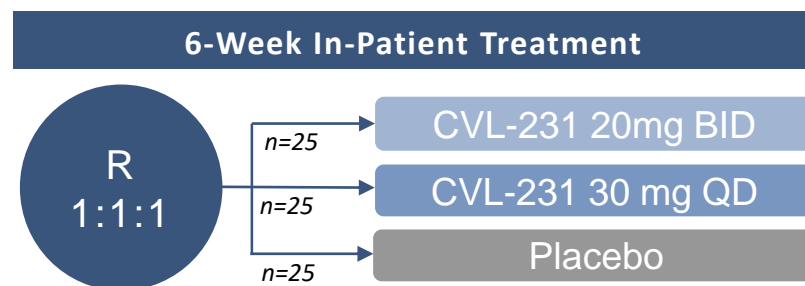 6-Week In-Patient Treatment
R
1:1:1
n=25
CVL-231 20mg BID
n=25
CVL-231 30 mg QD
n=25
Placebo